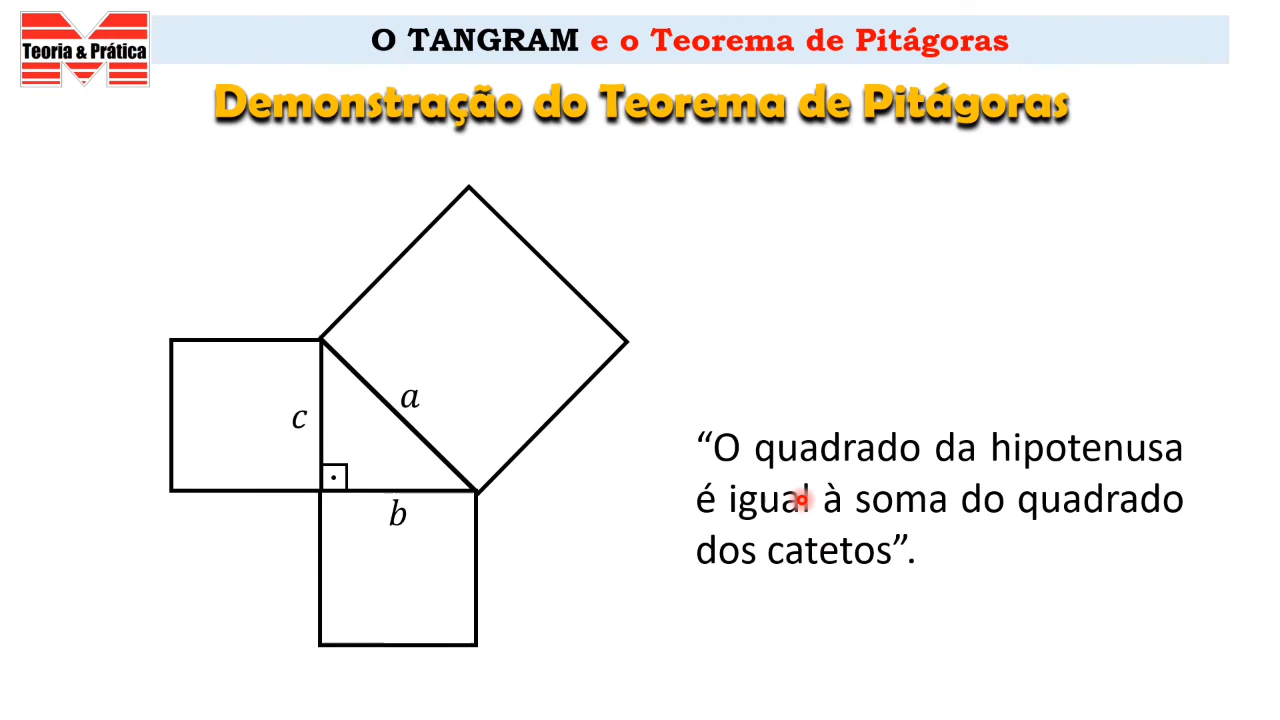 Teoria & Prática
O TANGRAM e o Teorema de Pitágoras
Demonstração do Teorema de Pitágoras
a
c
b
“O quadrado da hipotenusa
é igual à soma do quadrado
dos catetos”.